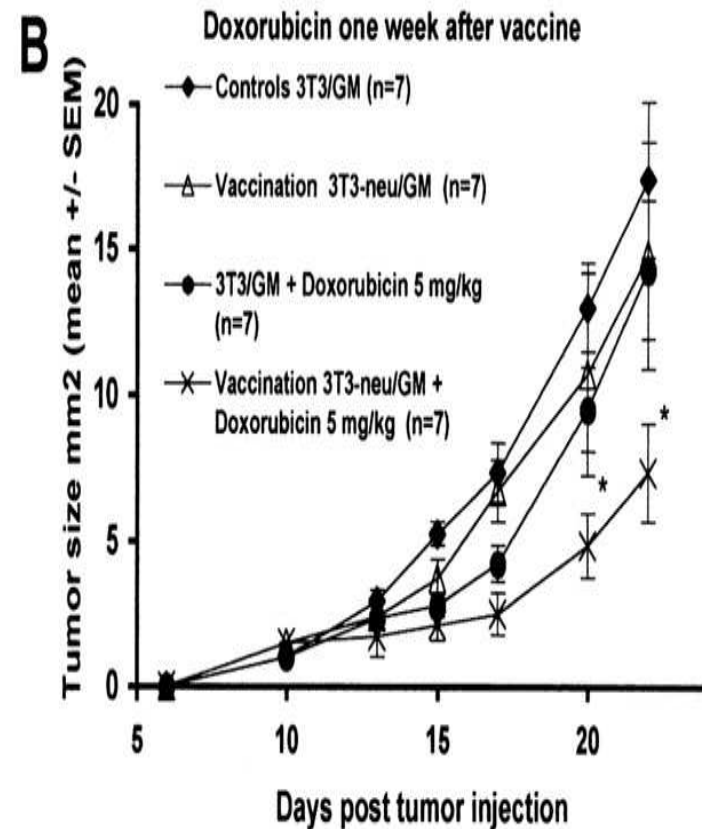 B
Doxorubicin one week after vaccine
Controls 3T3/GM (n=7)
Vaccination 3T3-neu/GM (n=7)
3T3/GM + Doxorubicin 5 mg/kg
(n=7)
Vaccination 3T3-neu/GM +
Doxorubicin 5 mg/kg (n=7)
Tumor size mm2 (mean +/- SEM)
20
15
10
5
0
*
*
5
10
15
20
Days post tumor injection